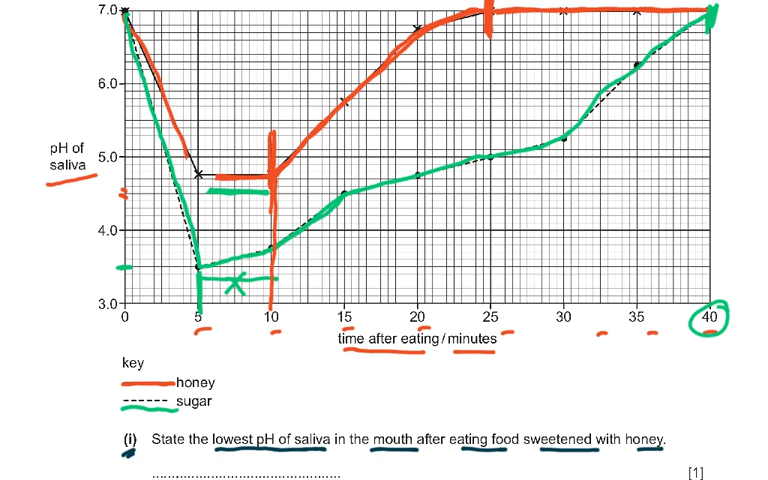 7.0
6.0
pH of
saliva
5.0
4.0
3.0
0 5 10 15 20 25 30 35 40
time after eating / minutes
key
honey
sugar
(i) State the lowest pH of saliva in the mouth after eating food sweetened with honey.
........................................... [1]